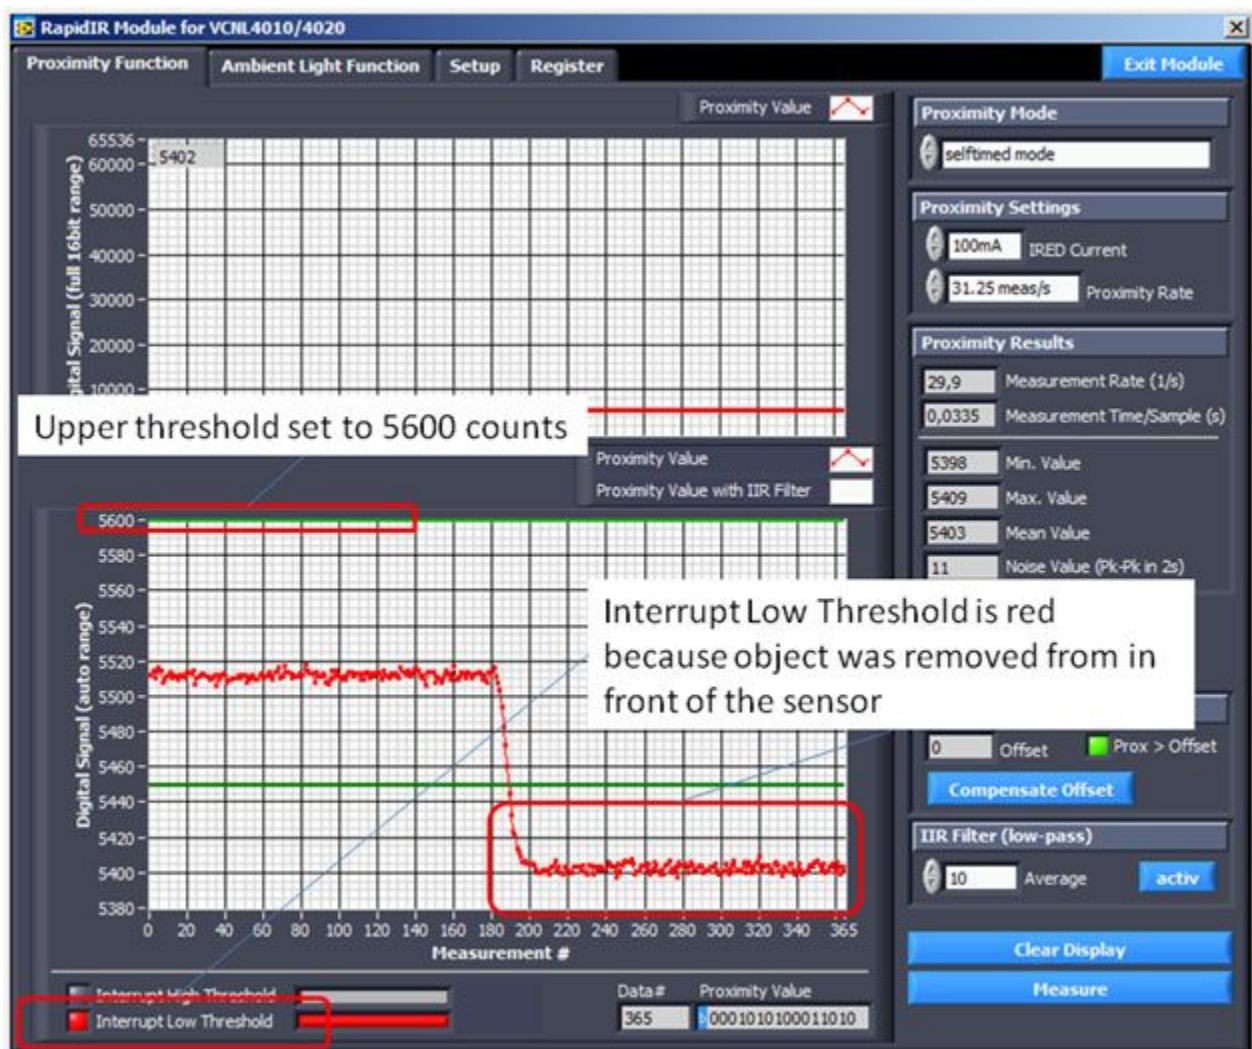 RapidIR Module for VCNL4010/4020
Proximity Function
Ambient Light Function
Setup
Register
Exit Module
Proximity Value
65536
60000
50000
40000
30000
20000
10000
5402
Upper threshold set to 5600 counts
Proximity Value
Proximity Value with IIR Filter
Digital Signal (auto range)
5600
5580
5560
5540
5520
5500
5480
5460
5440
5420
5400
5380
0 20 40 60 80 100 120 140 160 180 200 220 240 260 280 300 320 340 365
Measurement #
Interrupt Low Threshold is red
because object was removed from in
front of the sensor
Interrupt High Threshold
Interrupt Low Threshold
Data# Proximity Value
365 0001010100011010
Proximity Mode
selftimed mode
Proximity Settings
100mA IRED Current
31.25 meas/s Proximity Rate
Proximity Results
29,9 Measurement Rate (1/s)
0,0335 Measurement Time/Sample (s)
5398 Min. Value
5409 Max. Value
5403 Mean Value
11 Noise Value (Pk-Pk in 2s)
0 Offset Prox > Offset
Compensate Offset
IIR Filter (low-pass)
10 Average activ
Clear Display
Measure